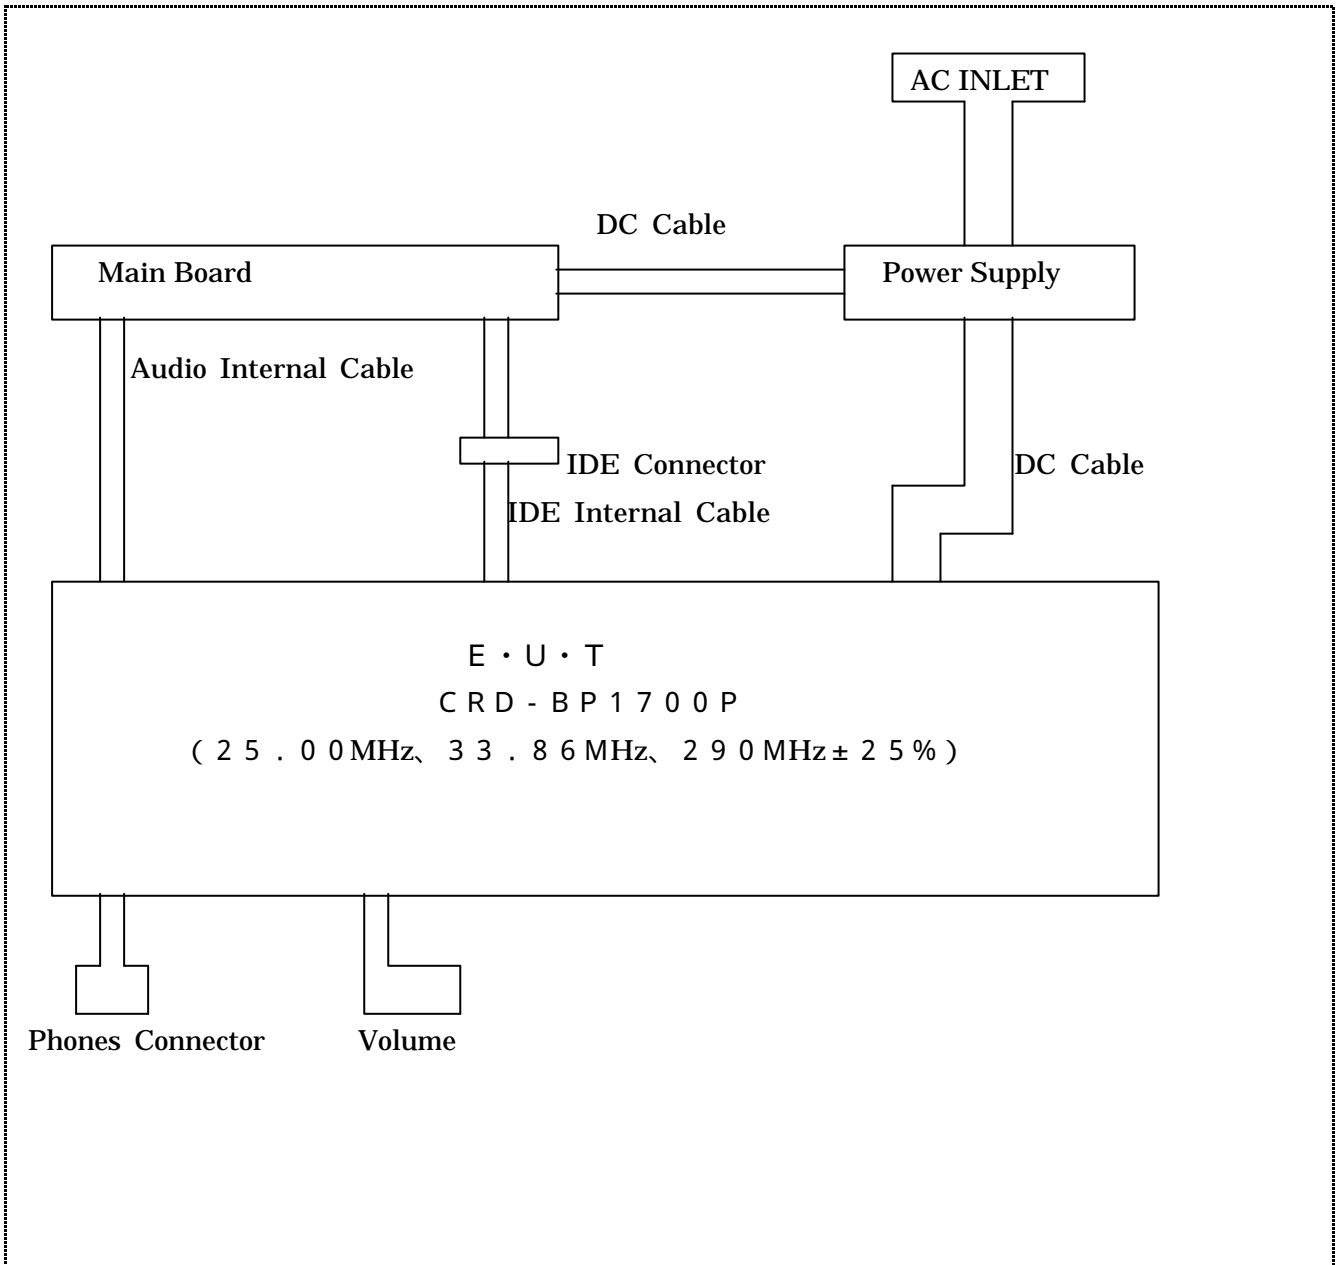 AC INLET
DC Cable
Main Board
Power Supply
Audio Internal Cable
IDE Connector
DC Cable
IDE Internal Cable
Ｅ・Ｕ・Ｔ
ＣＲＤ-ＢＰ１７００Ｐ
（２５．００MHz、３３．８６MHz、２９０MHz±２５％）
Phones Connector
Volume